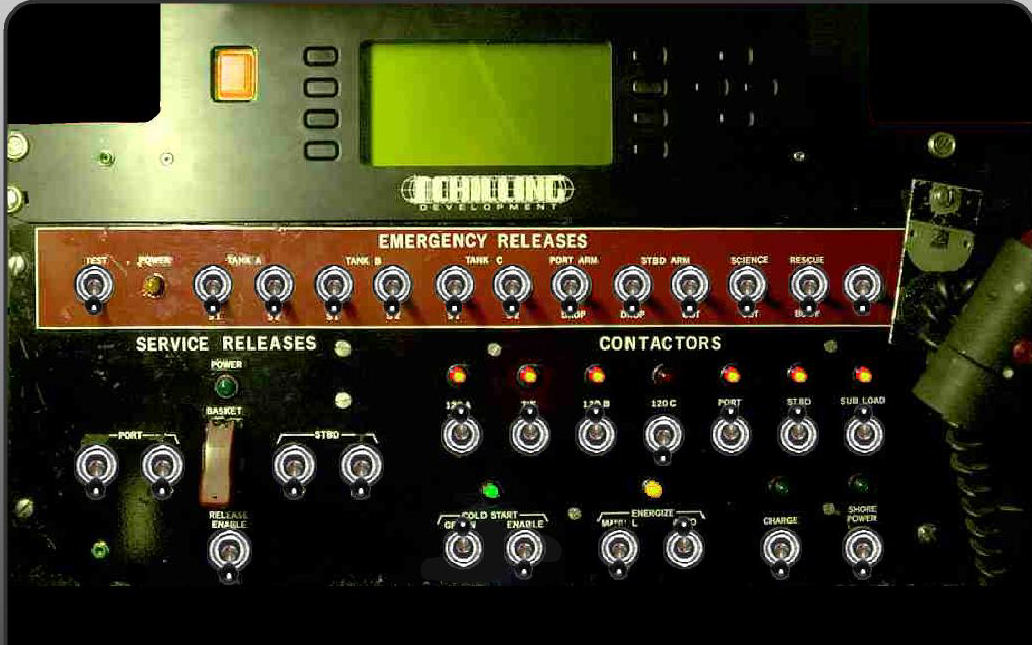 SCHILLING
DEVELOPMENT
EMERGENCY RELEASES
TEST POWER TANK A TANK B TANK C PORT ARM STBD ARM SCIENCE RESCUE
DROP DROP
SERVICE RELEASES CONTACTORS
POWER
BASKET
120 A 120 B 120 C PORT STBD SUB LOAD
PORT STBD
RELEASE
ENABLE
COLD START ENERGIZE
ENABLE
CHARGE
SHORE
POWER